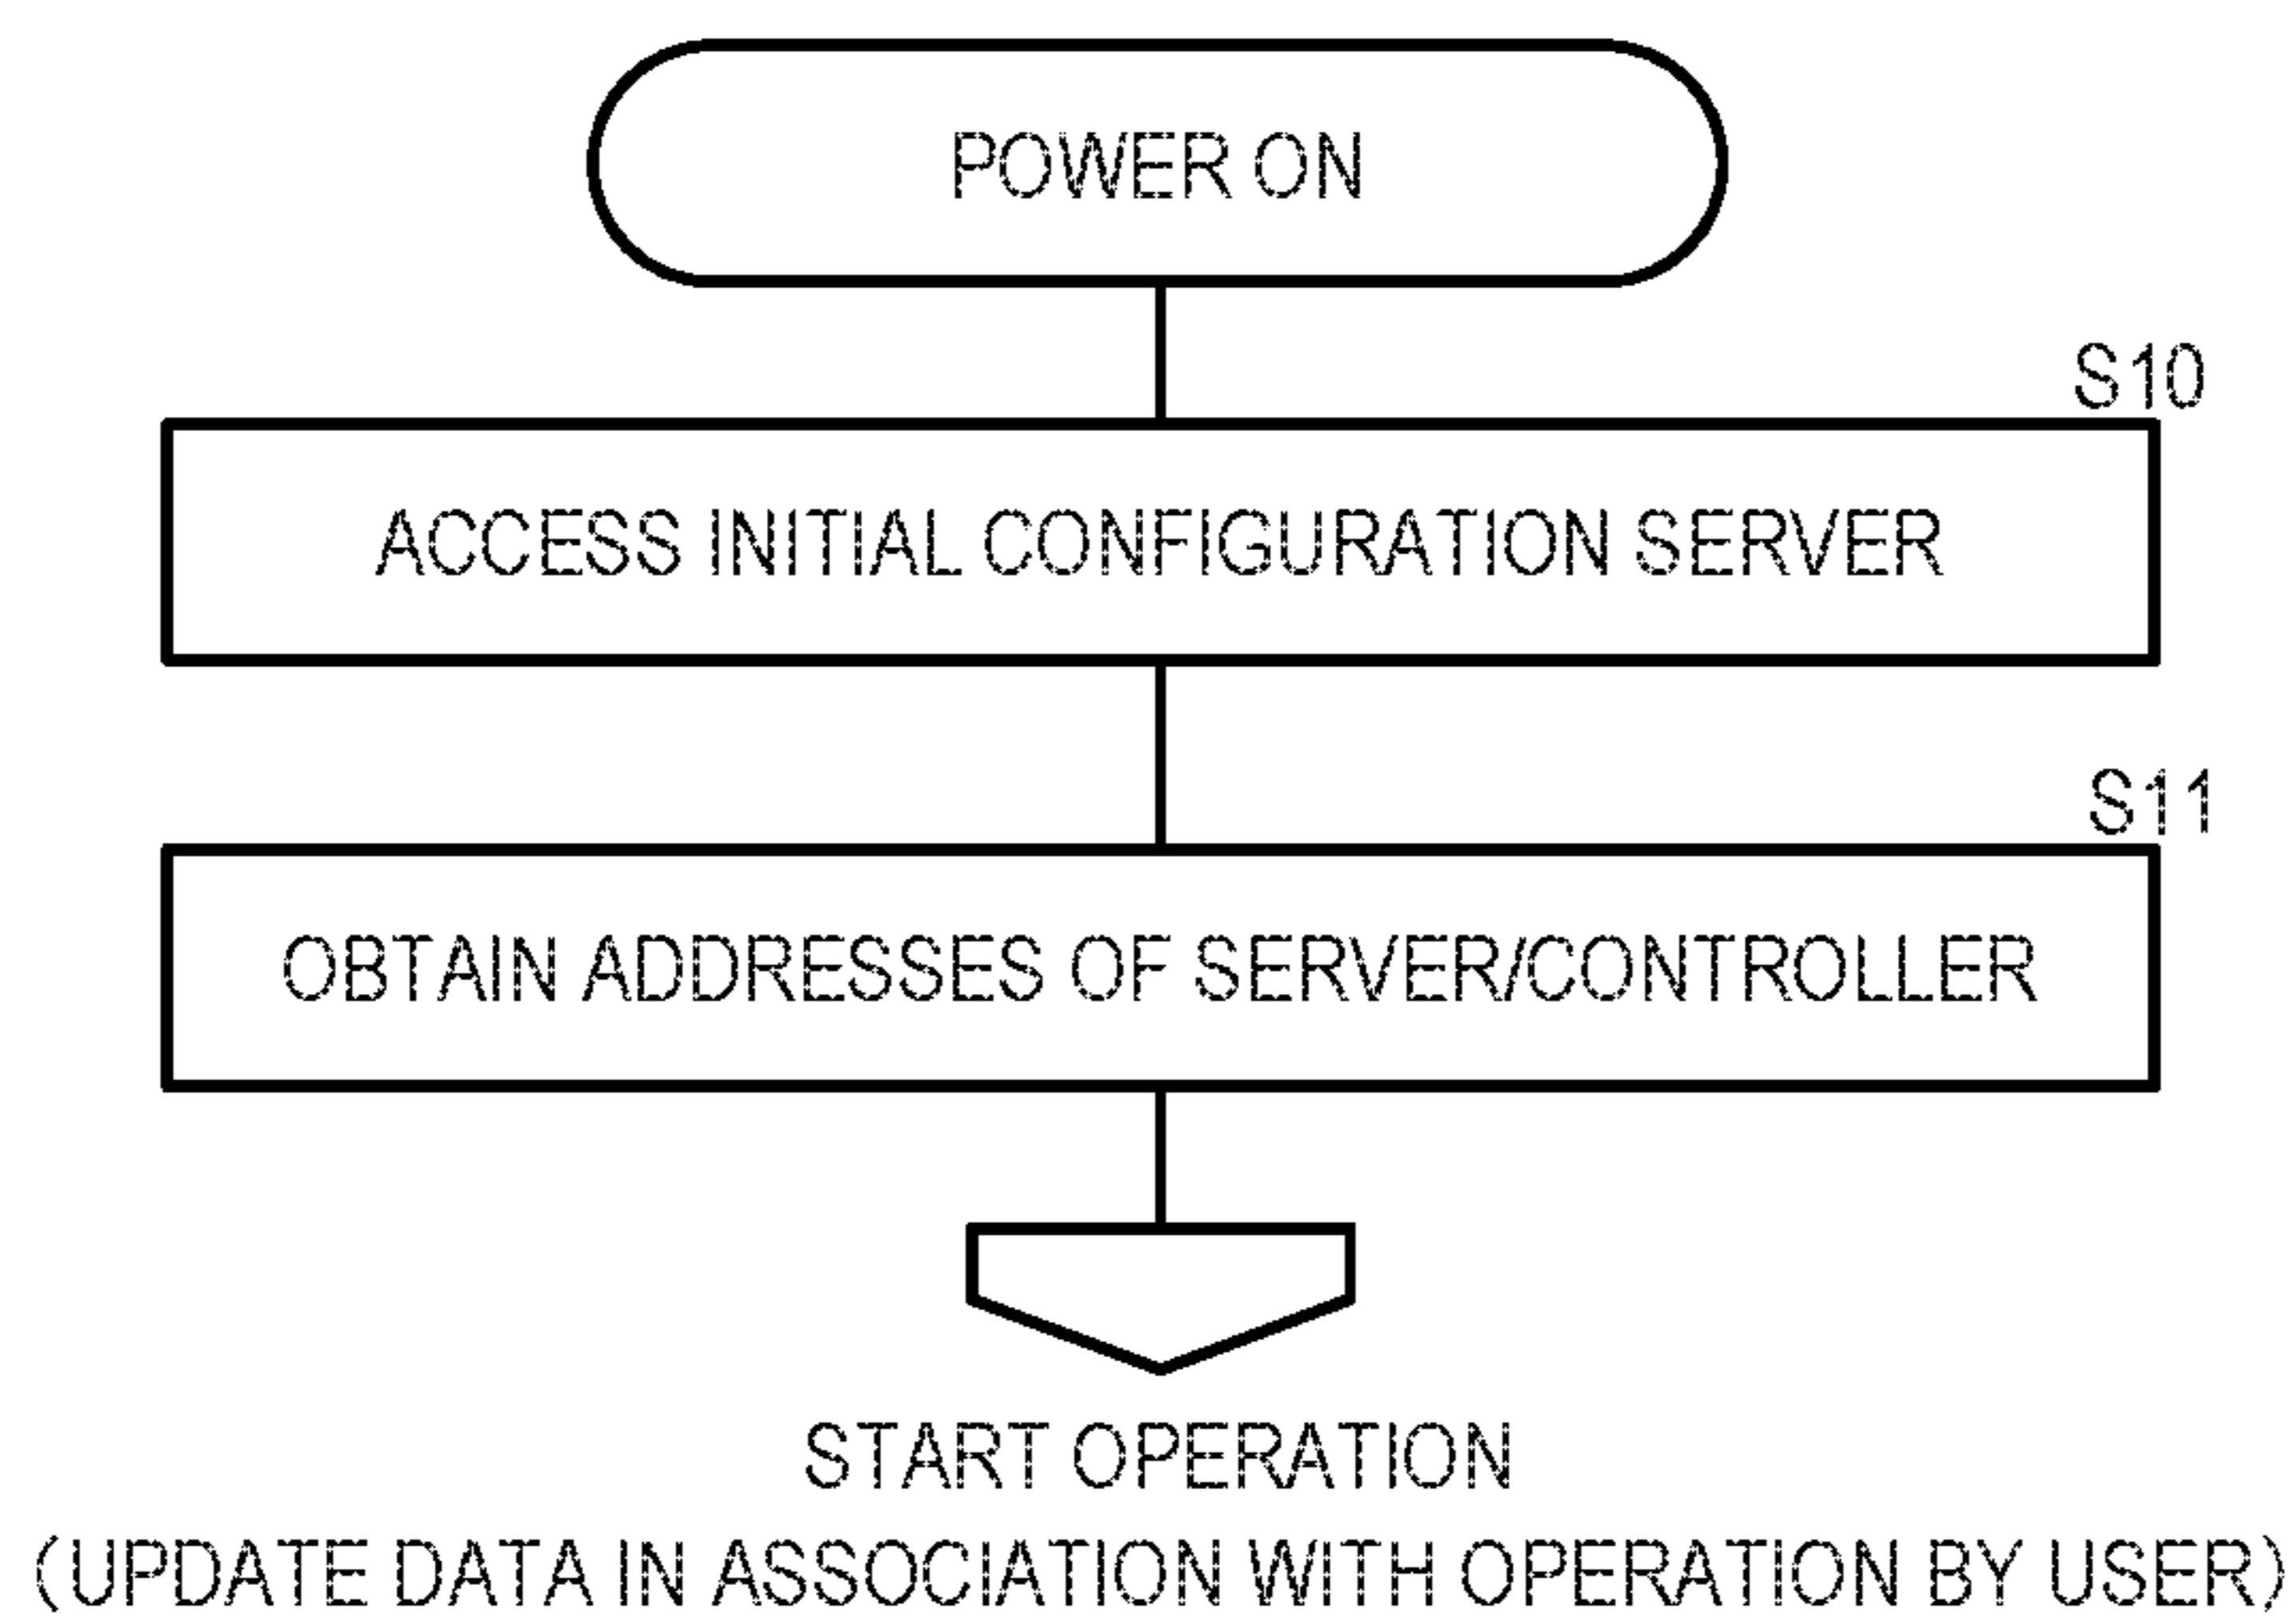 POWER ON
S10
ACCESS INITIAL CONFIGURATION SERVER
S11
OBTAIN ADDRESSES OF SERVER/CONTROLLER
START OPERATION
(UPDATE DATA IN ASSOCIATION WITH OPERATION BY USER)